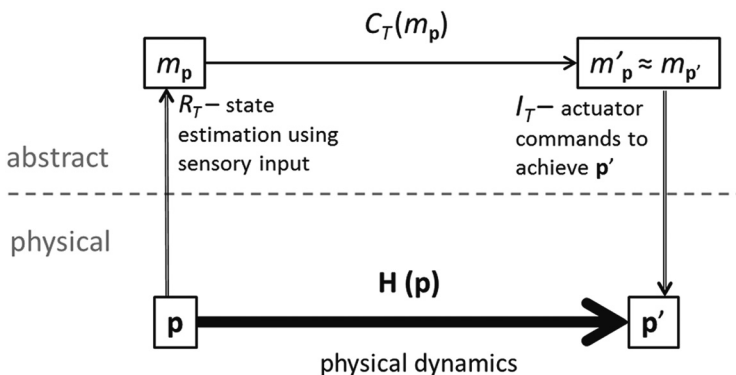 C_T(m_p)
m_p
m'_p ≈ m_p'
R_T – state
estimation using
sensory input
I_T – actuator
commands to
achieve p'
abstract
physical
H (p)
p
p'
physical dynamics